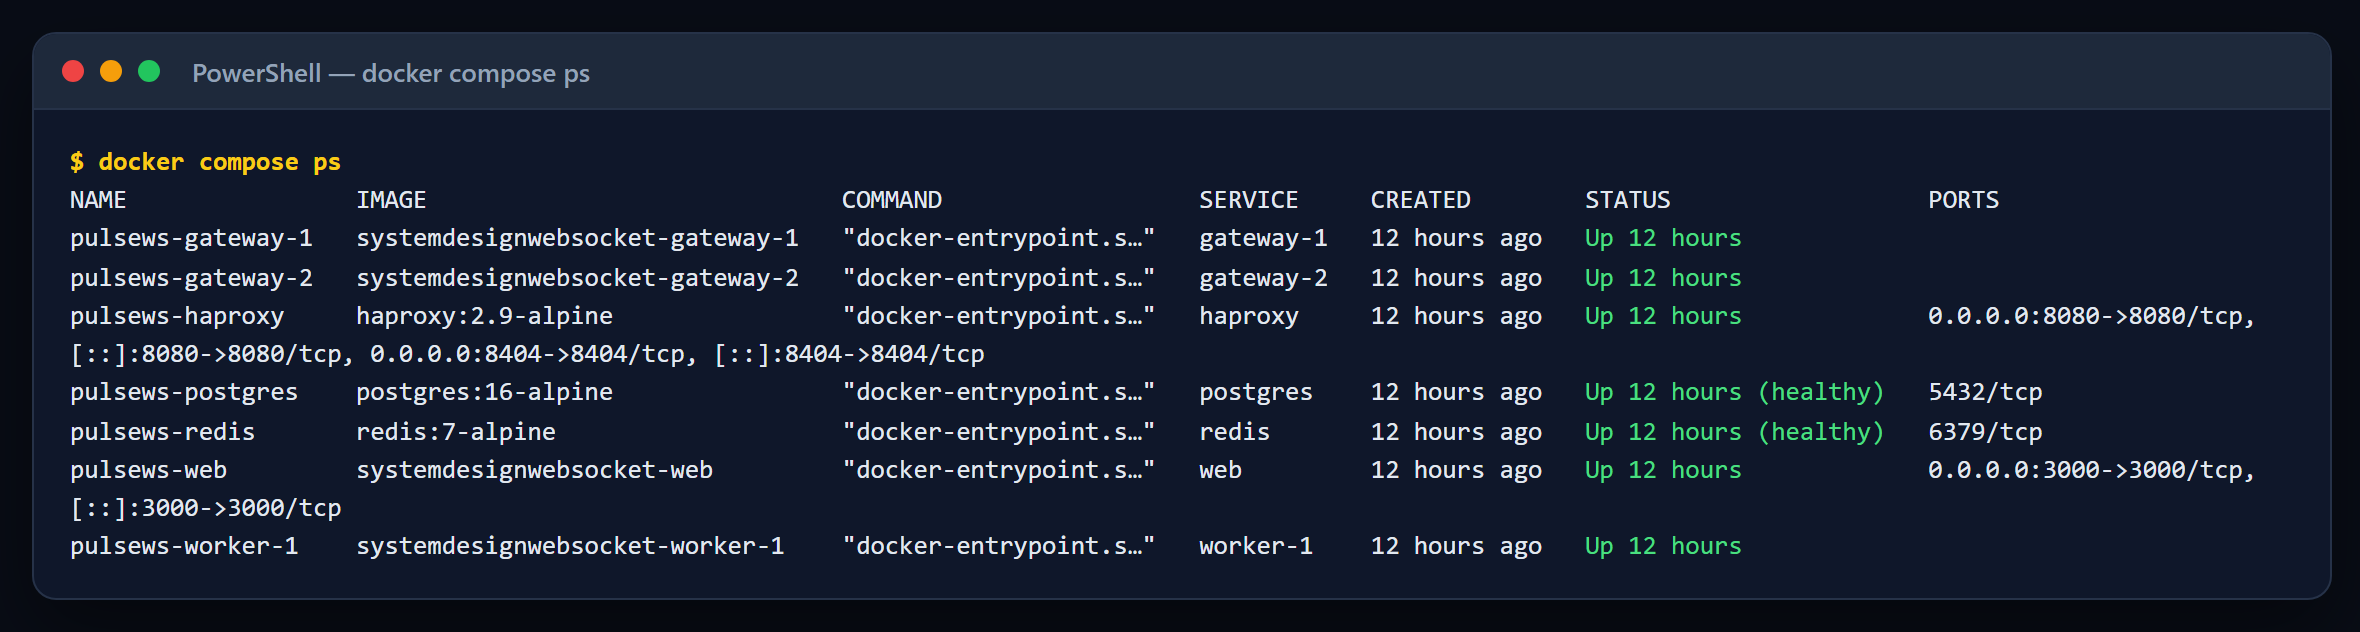 PowerShell — docker compose ps
$ docker compose ps
NAME                IMAGE                             COMMAND                  SERVICE     CREATED        STATUS                  PORTS
pulsews-gateway-1   systemdesignwebsocket-gateway-1   "docker-entrypoint.s…"   gateway-1   12 hours ago   Up 12 hours
pulsews-gateway-2   systemdesignwebsocket-gateway-2   "docker-entrypoint.s…"   gateway-2   12 hours ago   Up 12 hours
pulsews-haproxy     haproxy:2.9-alpine                "docker-entrypoint.s…"   haproxy     12 hours ago   Up 12 hours             0.0.0.0:8080->8080/tcp,
[::]:8080->8080/tcp, 0.0.0.0:8404->8404/tcp, [::]:8404->8404/tcp
pulsews-postgres    postgres:16-alpine                "docker-entrypoint.s…"   postgres    12 hours ago   Up 12 hours (healthy)   5432/tcp
pulsews-redis       redis:7-alpine                    "docker-entrypoint.s…"   redis       12 hours ago   Up 12 hours (healthy)   6379/tcp
pulsews-web         systemdesignwebsocket-web         "docker-entrypoint.s…"   web         12 hours ago   Up 12 hours             0.0.0.0:3000->3000/tcp,
[::]:3000->3000/tcp
pulsews-worker-1    systemdesignwebsocket-worker-1    "docker-entrypoint.s…"   worker-1    12 hours ago   Up 12 hours